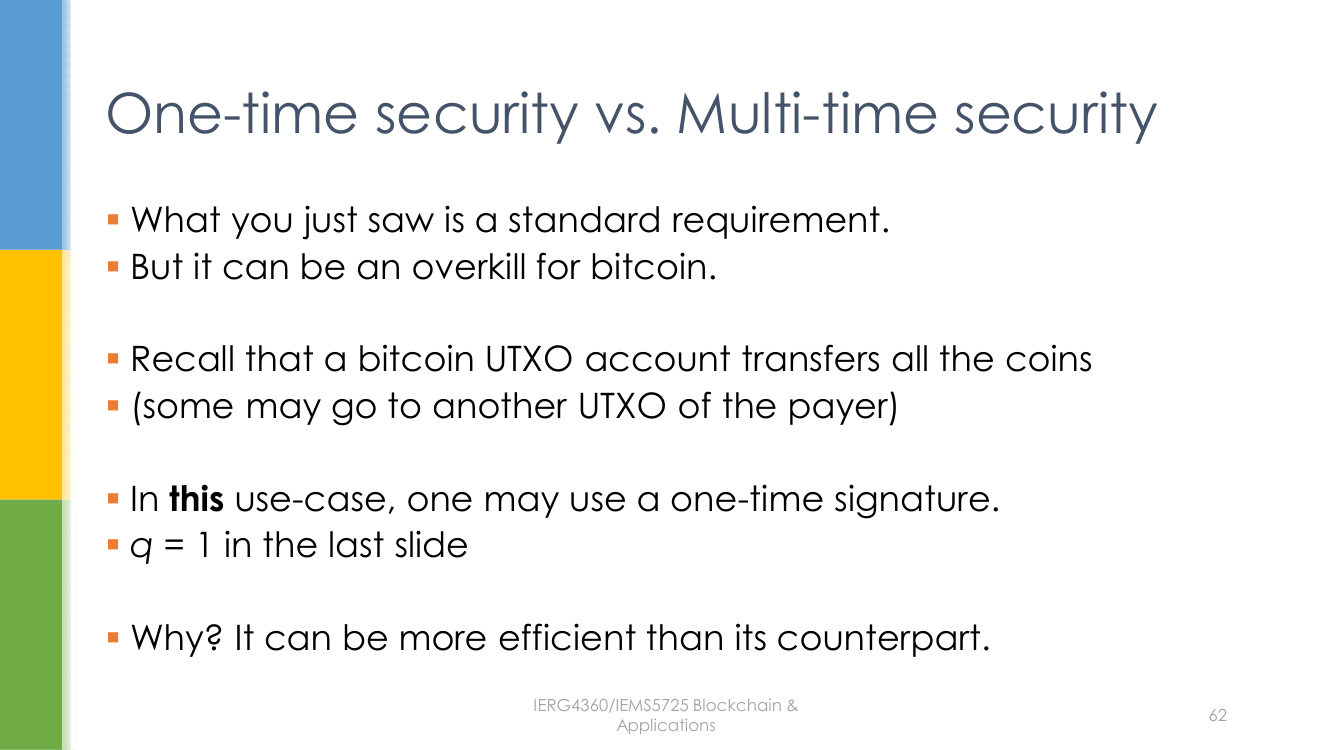 One-time security vs. Multi-time security
▪ What you just saw is a standard requirement.
▪ But it can be an overkill for bitcoin.
▪ Recall that a bitcoin UTXO account transfers all the coins
▪ (some may go to another UTXO of the payer)
▪ In this use-case, one may use a one-time signature.
▪ q = 1 in the last slide
▪ Why? It can be more efficient than its counterpart.
IERG4360/IEMS5725 Blockchain &
Applications
62